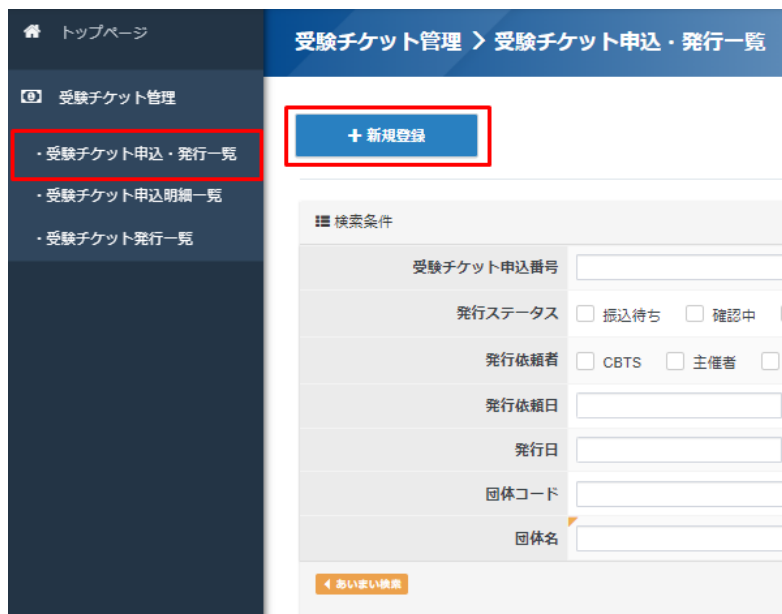 トップページ
受験チケット管理
・受験チケット申込・発行一覧
・受験チケット申込明細一覧
・受験チケット発行一覧
受験チケット管理 > 受験チケット申込・発行一覧
+ 新規登録
検索条件
受験チケット申込番号
発行ステータス 振込待ち 確認中
発行依頼者 CBTS 主催者
発行依頼日
発行日
団体コード
団体名
あいまい検索